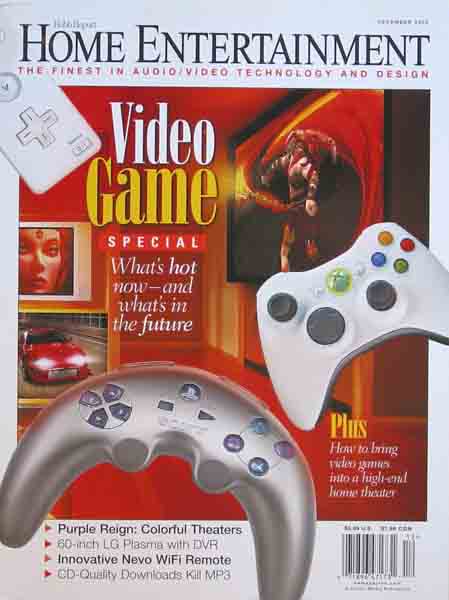 Robb Report
HOME ENTERTAINMENT
THE FINEST IN AUDIO/VIDEO TECHNOLOGY AND DESIGN
Video
Game
SPECIAL
What's hot
now—and
what's in
the future
Plus
How to bring
video games
into a high-end
home theater
SONY
▶ Purple Reign: Colorful Theaters
▶ 60-inch LG Plasma with DVR
▶ Innovative Nevo WiFi Remote
▶ CD-Quality Downloads Kill MP3